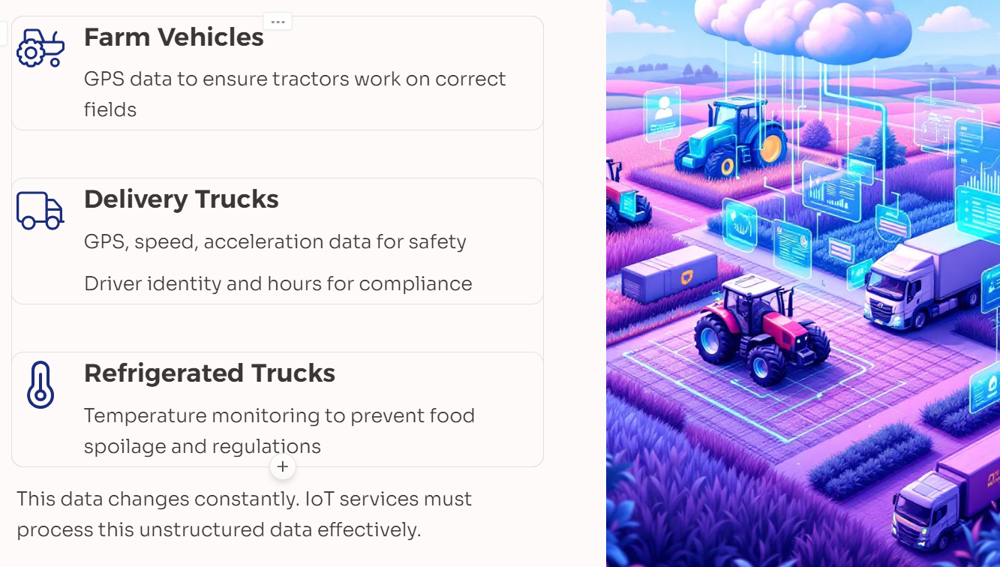 Farm Vehicles
GPS data to ensure tractors work on correct
fields
Delivery Trucks
GPS, speed, acceleration data for safety
Driver identity and hours for compliance
Refrigerated Trucks
Temperature monitoring to prevent food
spoilage and regulations
This data changes constantly. IoT services must
process this unstructured data effectively.